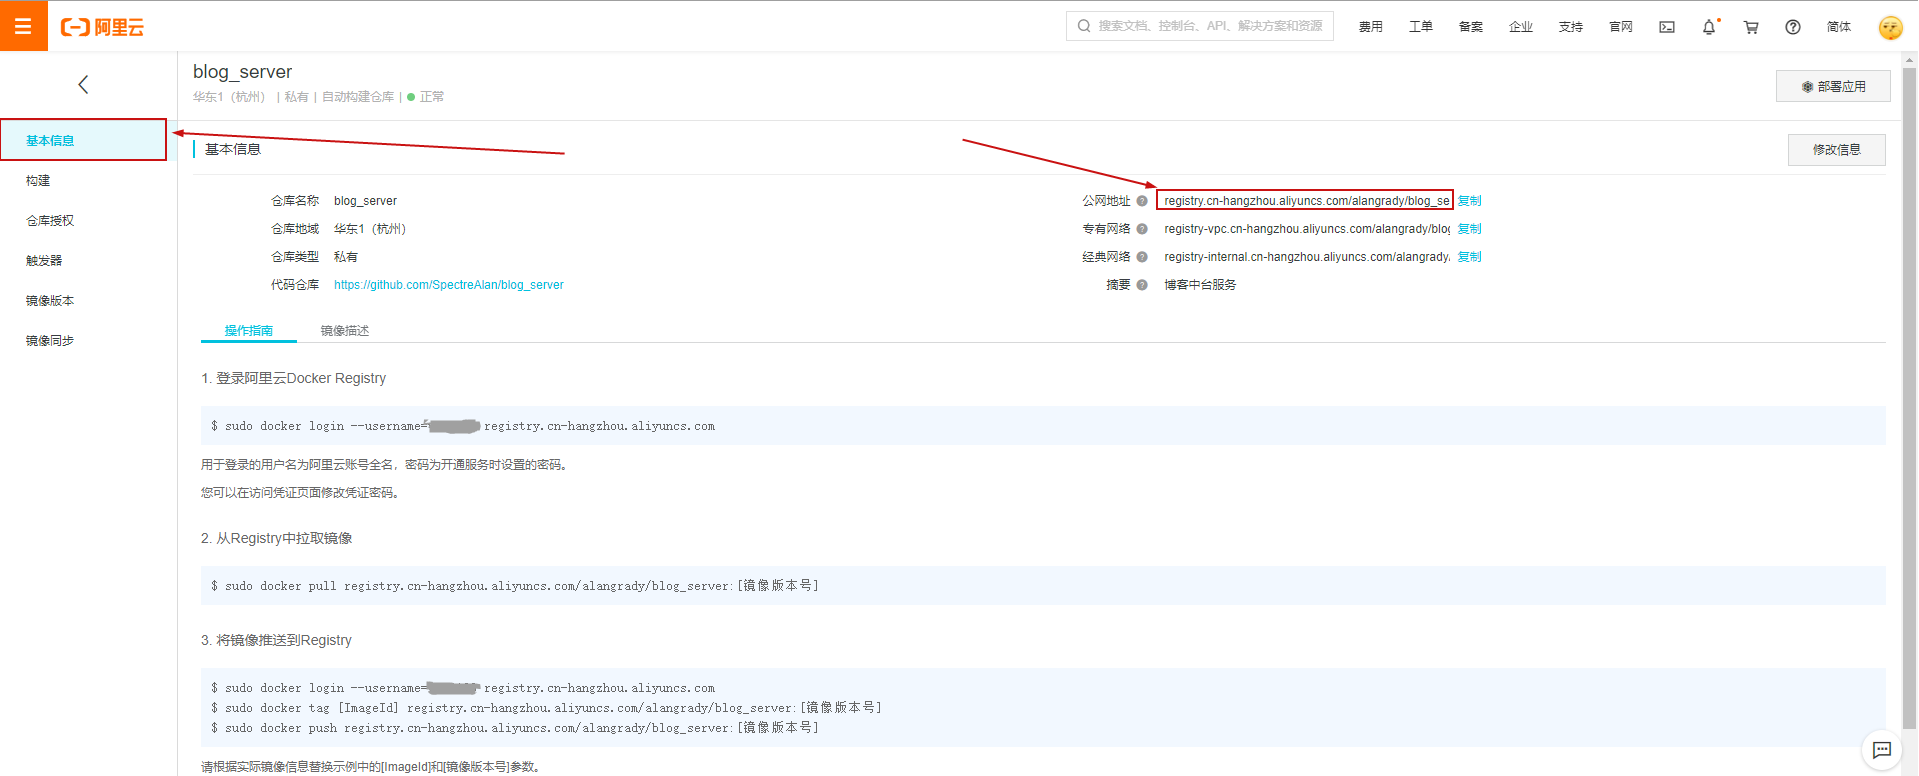 阿里云
搜索文档、控制台、API、解决方案和资源
费用 工单 备案 企业 支持 官网 简体
blog_server
华东1（杭州） | 私有 | 自动构建仓库 | 正常
部署应用
基本信息
构建
仓库授权
触发器
镜像版本
镜像同步
基本信息
修改信息
仓库名称 blog_server
公网地址 registry.cn-hangzhou.aliyuncs.com/alangrady/blog_se 复制
仓库地域 华东1（杭州）
专有网络 registry-vpc.cn-hangzhou.aliyuncs.com/alangrady/blog 复制
仓库类型 私有
经典网络 registry-internal.cn-hangzhou.aliyuncs.com/alangrady. 复制
代码仓库 https://github.com/SpectreAlan/blog_server
摘要 博客中台服务
操作指南 镜像描述
1. 登录阿里云Docker Registry
$ sudo docker login --username= registry.cn-hangzhou.aliyuncs.com
用于登录的用户名为阿里云账号全名，密码为开通服务时设置的密码。
您可以在访问凭证页面修改凭证密码。
2. 从Registry中拉取镜像
$ sudo docker pull registry.cn-hangzhou.aliyuncs.com/alangrady/blog_server:[镜像版本号]
3. 将镜像推送到Registry
$ sudo docker login --username= registry.cn-hangzhou.aliyuncs.com
$ sudo docker tag [ImageId] registry.cn-hangzhou.aliyuncs.com/alangrady/blog_server:[镜像版本号]
$ sudo docker push registry.cn-hangzhou.aliyuncs.com/alangrady/blog_server:[镜像版本号]
请根据实际镜像信息替换示例中的[ImageId]和[镜像版本号]参数。